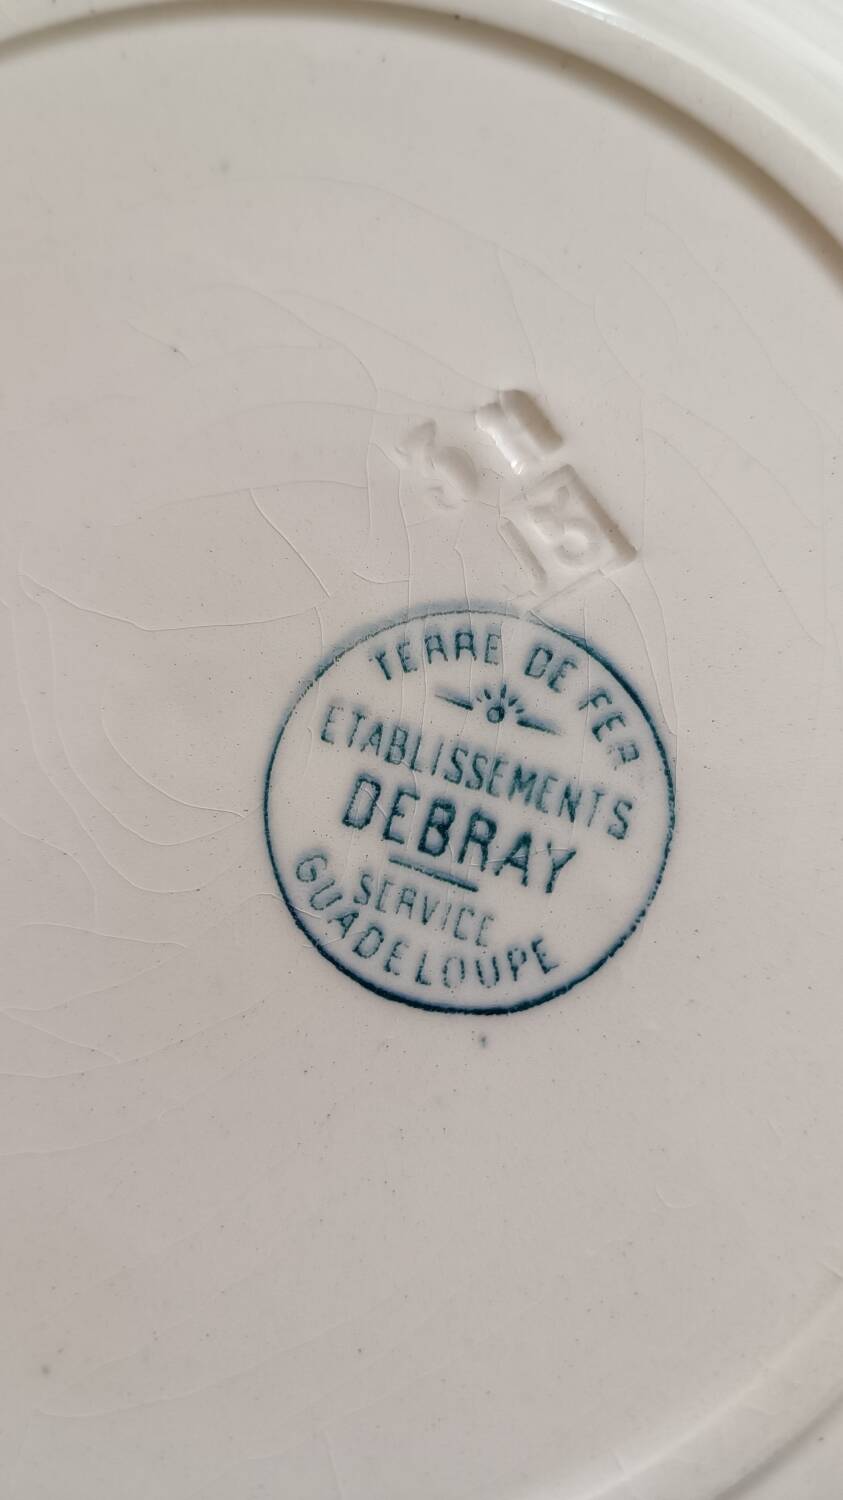 TERRE DE FER
ETABLISSEMENTS
DEBRAY
SERVICE
GUADELOUPE